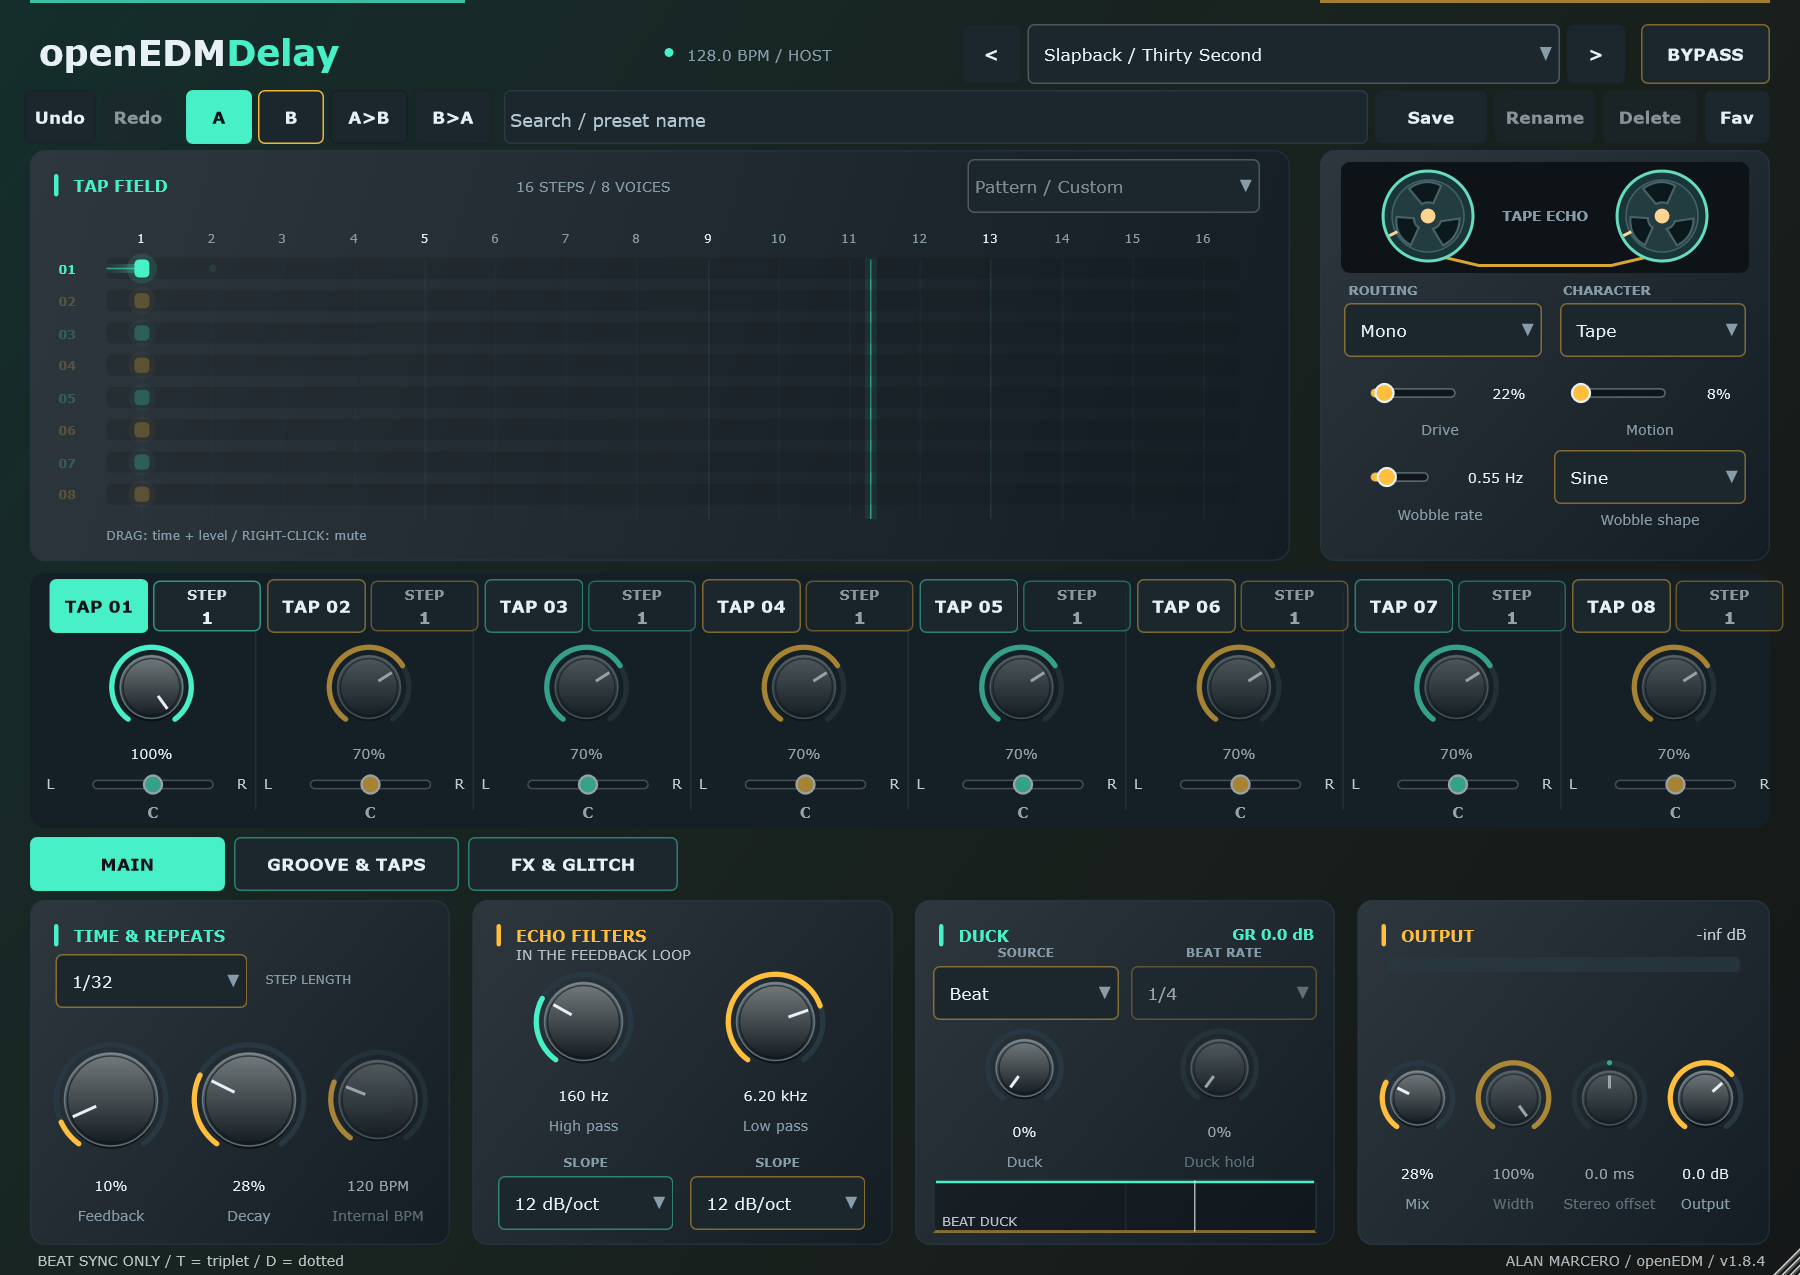 openEDMDelay
128.0 BPM / HOST
<
Slapback / Thirty Second
>
BYPASS
Undo
Redo
A
B
A>B
B>A
Search / preset name
Save
Rename
Delete
Fav
TAP FIELD
16 STEPS / 8 VOICES
Pattern / Custom
1 2 3 4 5 6 7 8 9 10 11 12 13 14 15 16
01
02
03
04
05
06
07
08
DRAG: time + level / RIGHT-CLICK: mute
TAPE ECHO
ROUTING
CHARACTER
Mono
Tape
22%
8%
Drive
Motion
0.55 Hz
Sine
Wobble rate
Wobble shape
TAP 01
STEP
1
TAP 02
STEP
1
TAP 03
STEP
1
TAP 04
STEP
1
TAP 05
STEP
1
TAP 06
STEP
1
TAP 07
STEP
1
TAP 08
STEP
1
100%
70%
70%
70%
70%
70%
70%
70%
L R L R L R L R L R L R L R L R
C C C C C C C C
MAIN
GROOVE & TAPS
FX & GLITCH
TIME & REPEATS
1/32
STEP LENGTH
10%
28%
120 BPM
Feedback
Decay
Internal BPM
ECHO FILTERS
IN THE FEEDBACK LOOP
160 Hz
6.20 kHz
High pass
Low pass
SLOPE
SLOPE
12 dB/oct
12 dB/oct
DUCK
GR 0.0 dB
SOURCE
BEAT RATE
Beat
1/4
0%
0%
Duck
Duck hold
BEAT DUCK
OUTPUT
-inf dB
28%
100%
0.0 ms
0.0 dB
Mix
Width
Stereo offset
Output
BEAT SYNC ONLY / T = triplet / D = dotted
ALAN MARCERO / openEDM / v1.8.4